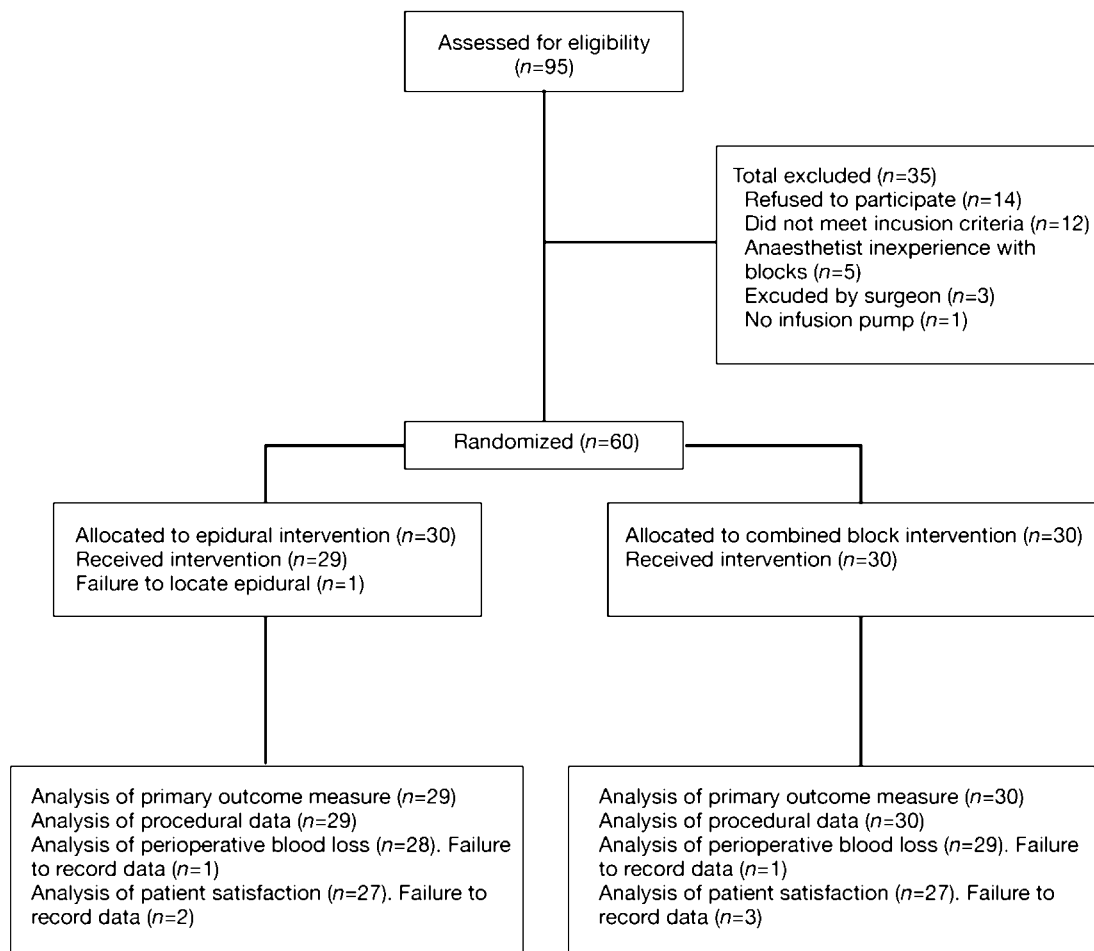 Assessed for eligibility
(n=95)
Total excluded (n=35)
Refused to participate (n=14)
Did not meet incusion criteria (n=12)
Anaesthetist inexperience with
blocks (n=5)
Excuded by surgeon (n=3)
No infusion pump (n=1)
Randomized (n=60)
Allocated to epidural intervention (n=30)
Received intervention (n=29)
Failure to locate epidural (n=1)
Allocated to combined block intervention (n=30)
Received intervention (n=30)
Analysis of primary outcome measure (n=29)
Analysis of procedural data (n=29)
Analysis of perioperative blood loss (n=28). Failure
to record data (n=1)
Analysis of patient satisfaction (n=27). Failure to
record data (n=2)
Analysis of primary outcome measure (n=30)
Analysis of procedural data (n=30)
Analysis of perioperative blood loss (n=29). Failure
to record data (n=1)
Analysis of patient satisfaction (n=27). Failure to
record data (n=3)